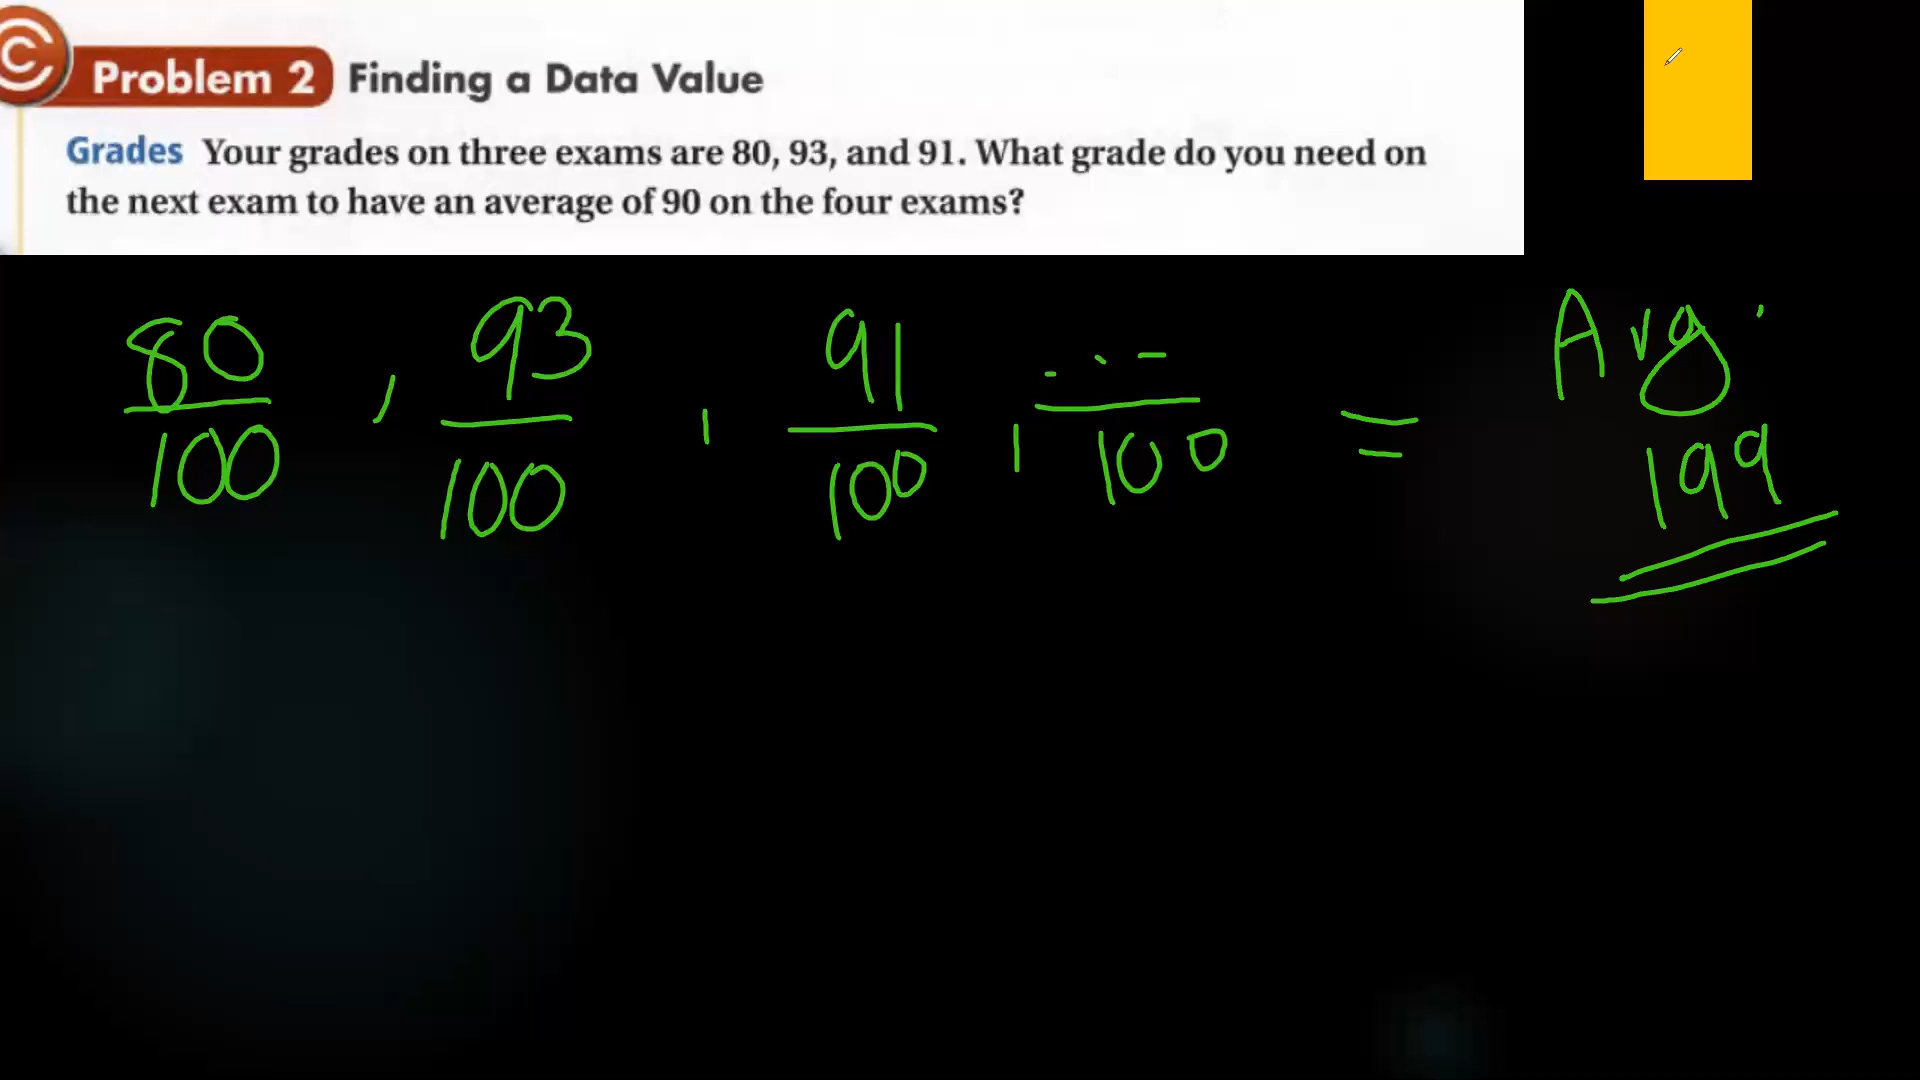 C
Problem 2 Finding a Data Value
Grades Your grades on three exams are 80, 93, and 91. What grade do you need on
the next exam to have an average of 90 on the four exams?
80/100 , 93/100 , 91/100 , .../100 = Avg.
199